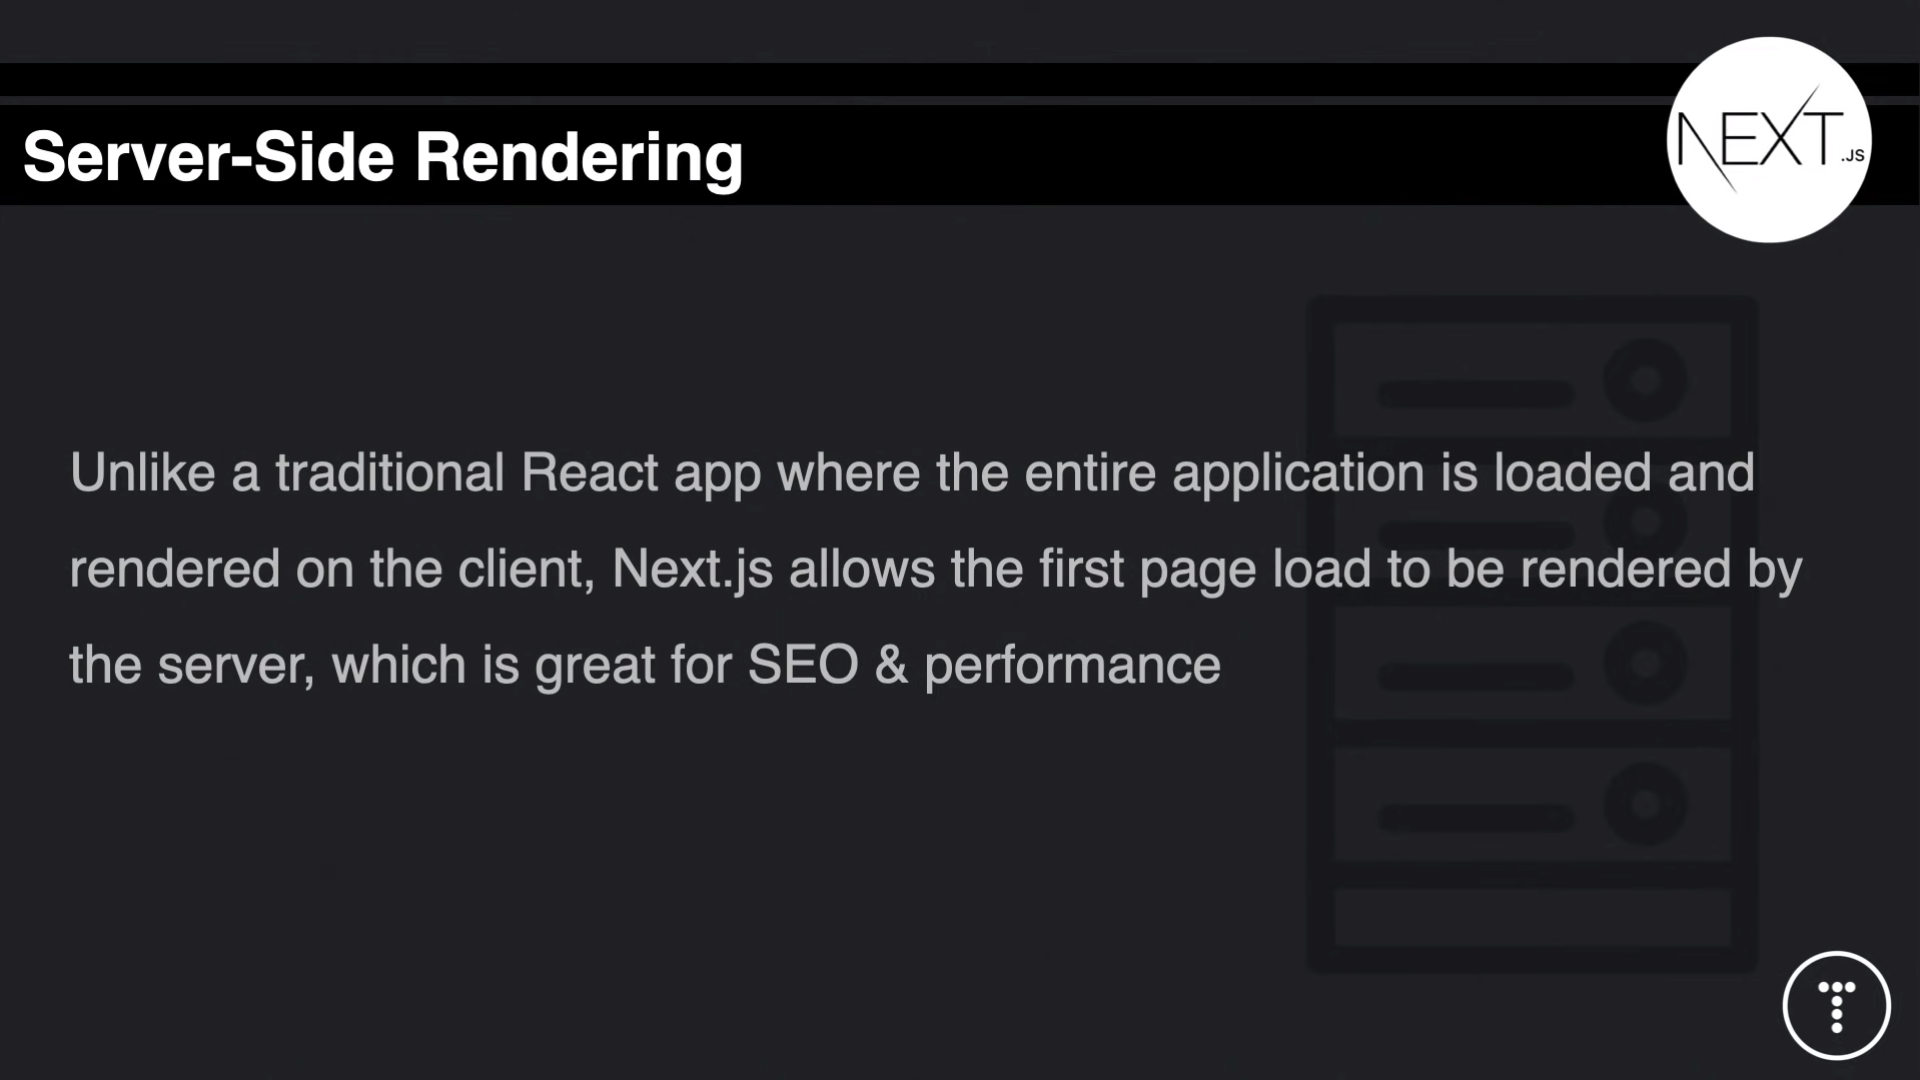 NEXT.JS
Server-Side Rendering
Unlike a traditional React app where the entire application is loaded and
rendered on the client, Next.js allows the first page load to be rendered by
the server, which is great for SEO & performance
T